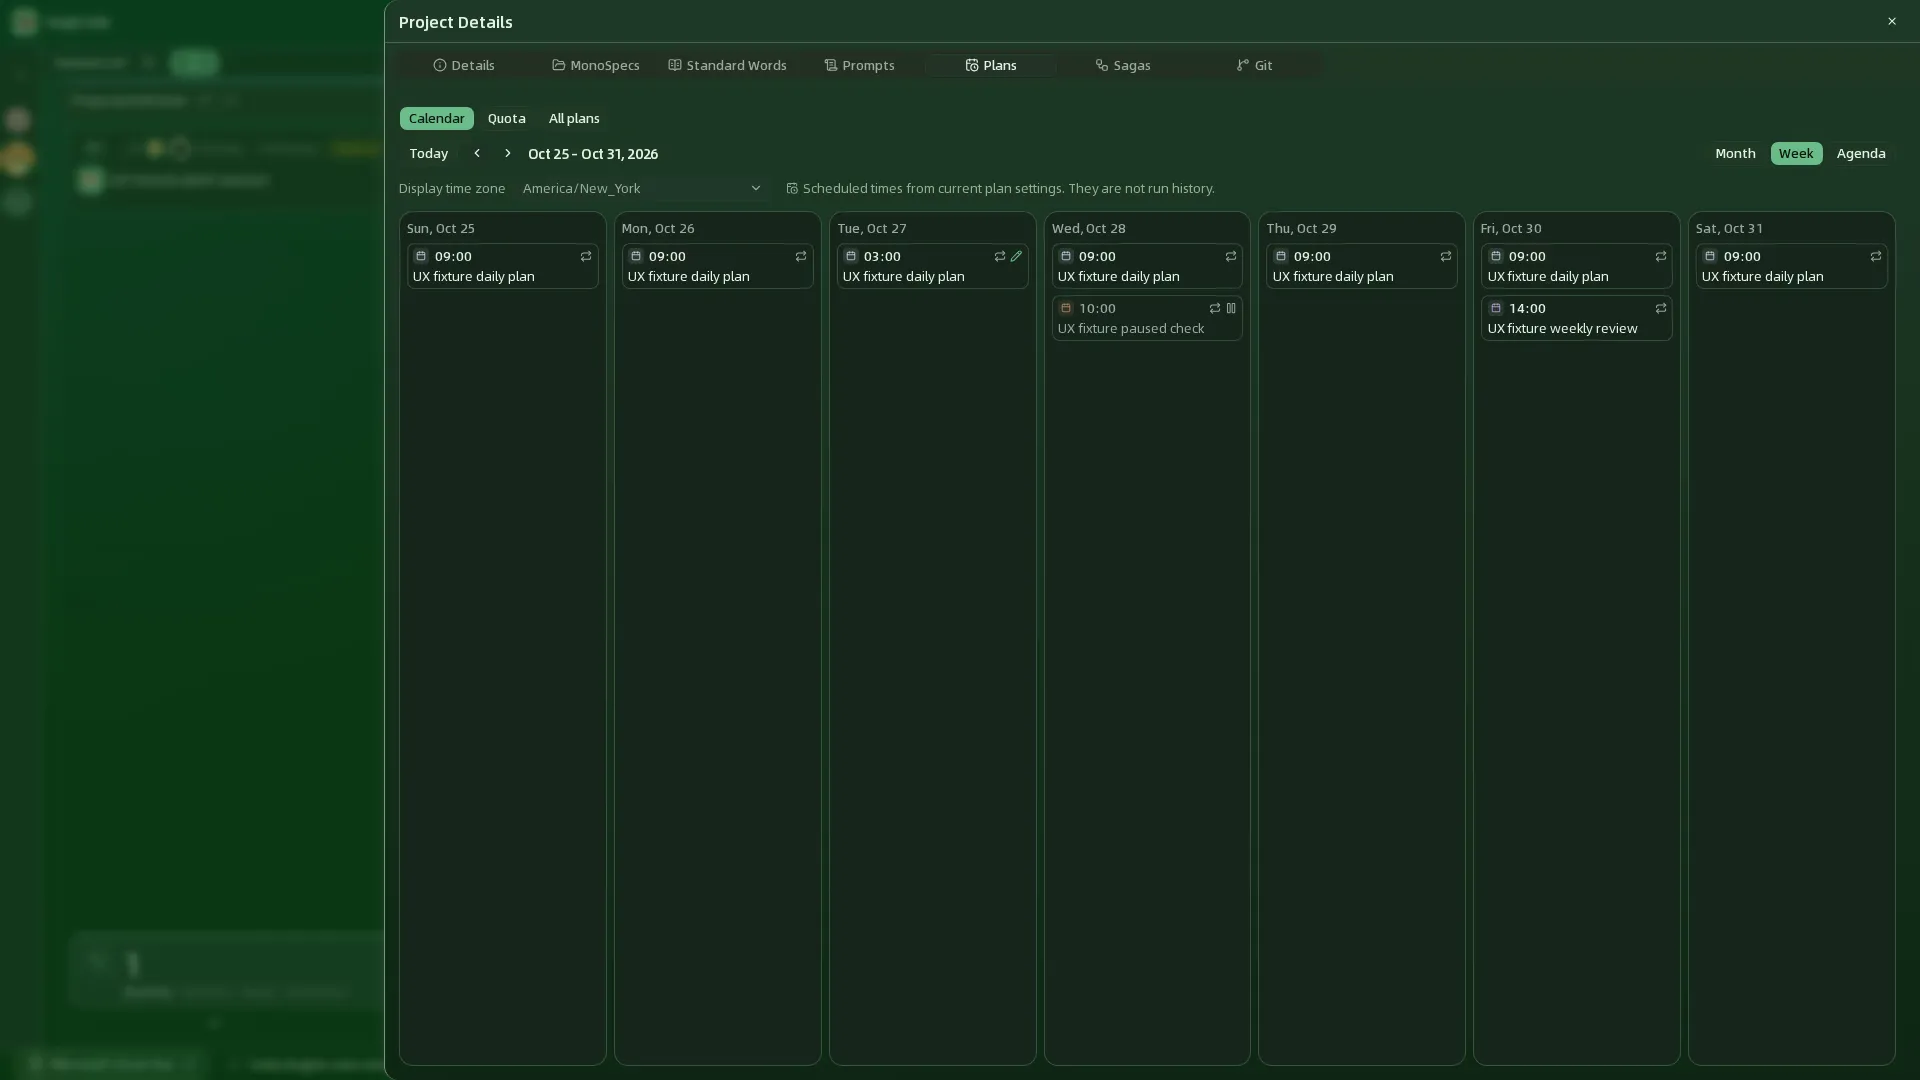 Project Details
Details
MonoSpecs
Standard Words
Prompts
Plans
Sagas
Git
Calendar
Quota
All plans
Today
Oct 25 – Oct 31, 2026
Month
Week
Agenda
Display time zone
America/New_York
Scheduled times from current plan settings. They are not run history.
Sun, Oct 25
09:00
UX fixture daily plan
Mon, Oct 26
09:00
UX fixture daily plan
Tue, Oct 27
03:00
UX fixture daily plan
Wed, Oct 28
09:00
UX fixture daily plan
10:00
UX fixture paused check
Thu, Oct 29
09:00
UX fixture daily plan
Fri, Oct 30
09:00
UX fixture daily plan
14:00
UX fixture weekly review
Sat, Oct 31
09:00
UX fixture daily plan